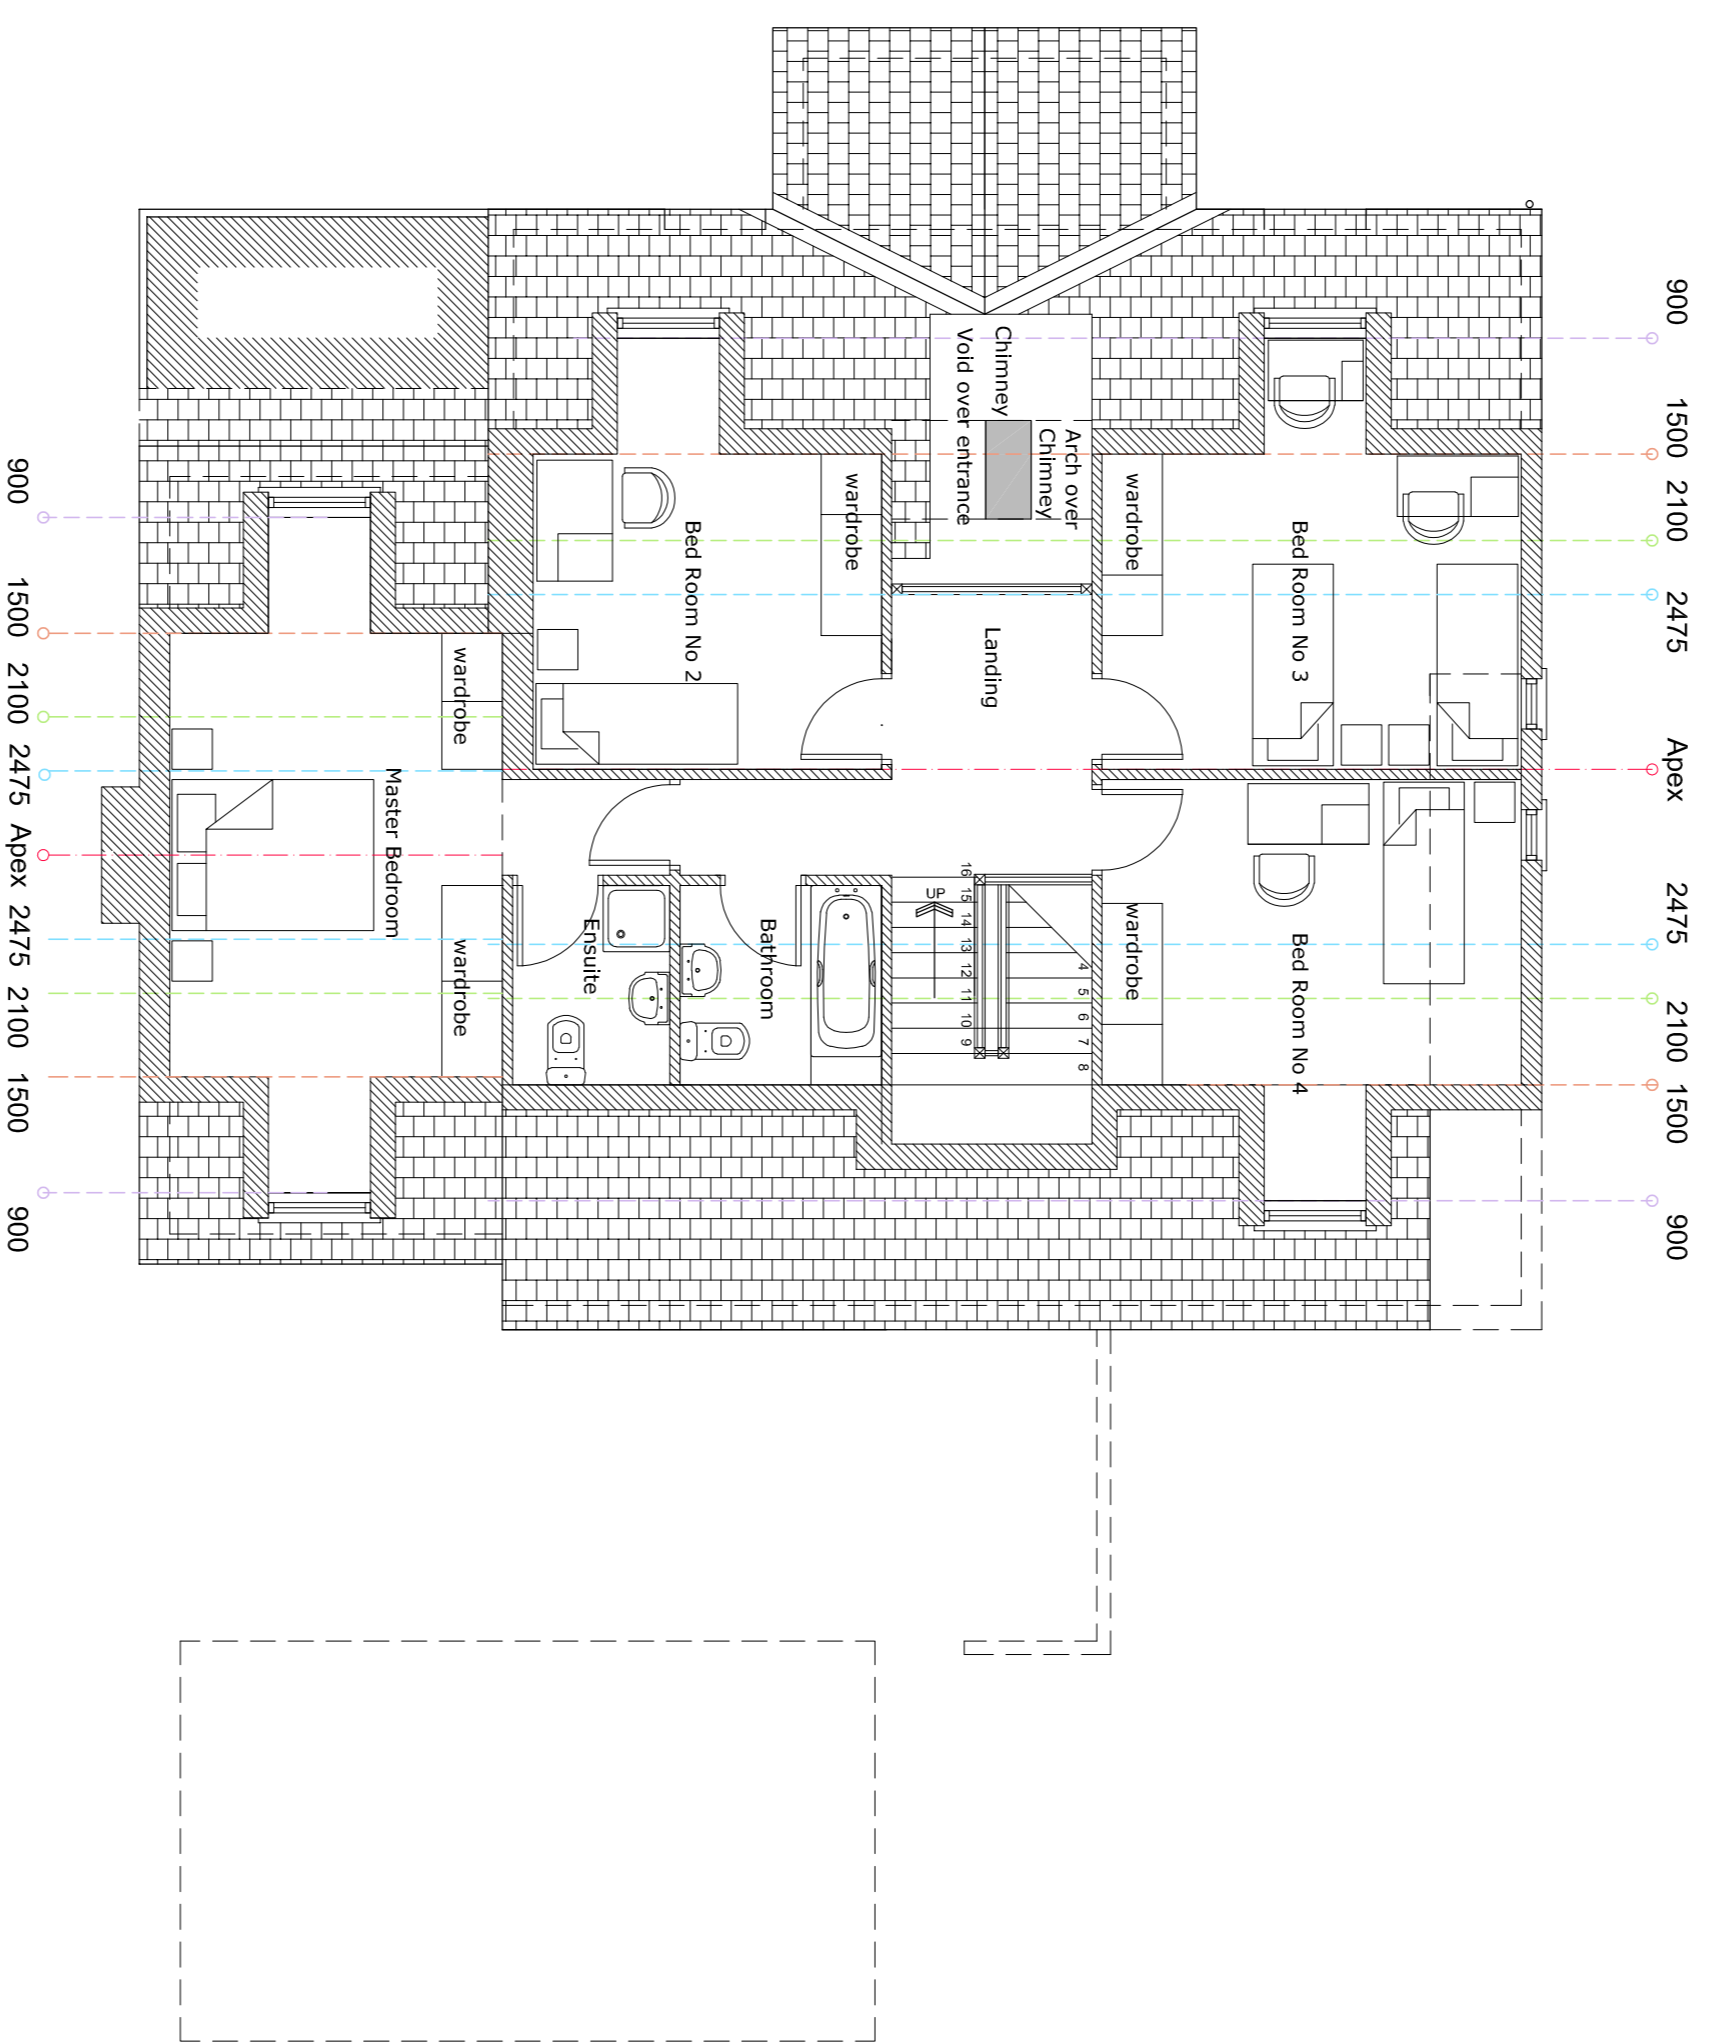 900
1500
2100
2475
Apex
2475
2100
1500
900
Chimney
Void over entrance
Arch over
Chimney
wardrobe
wardrobe
Bed Room No 2
Bed Room No 3
Landing
wardrobe
Master Bedroom
wardrobe
Ensuite
Bathroom
UP
16
15
14
13
12
11
10
9
4
5
6
7
8
wardrobe
Bed Room No 4
900
1500
2100
2475
Apex
2475
2100
1500
900